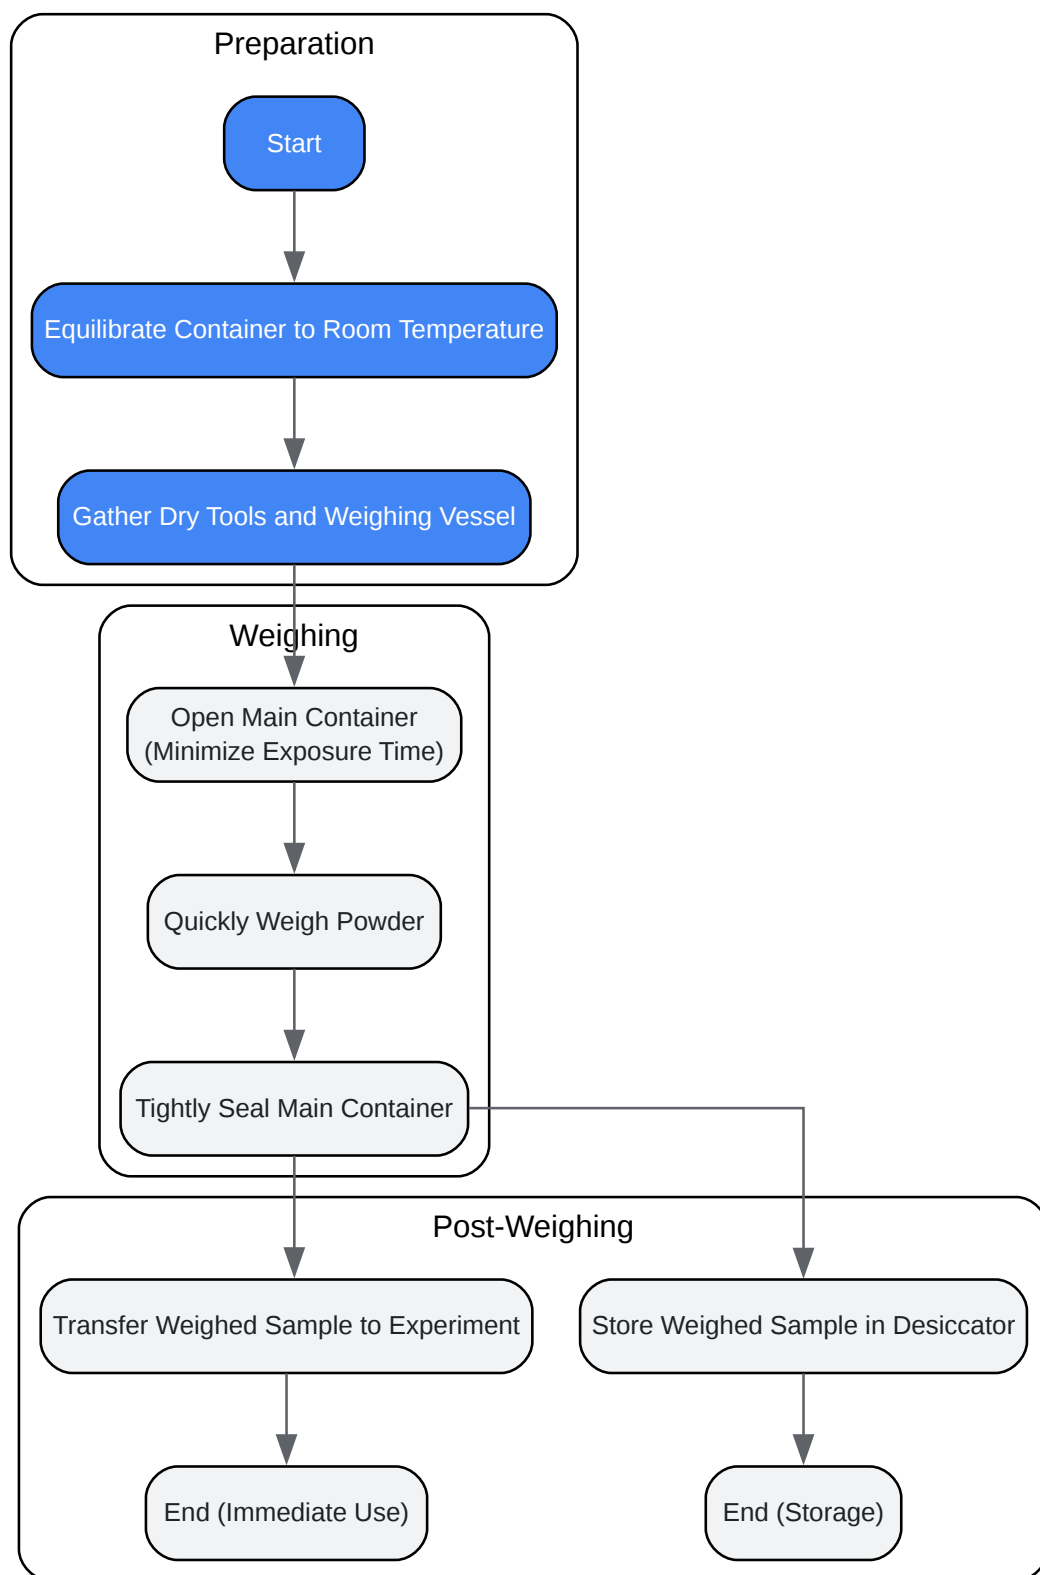 Preparation
Start
Equilibrate Container to Room Temperature
Gather Dry Tools and Weighing Vessel
Weighing
Open Main Container
(Minimize Exposure Time)
Quickly Weigh Powder
Tightly Seal Main Container
Post-Weighing
Transfer Weighed Sample to Experiment
Store Weighed Sample in Desiccator
End (Immediate Use)
End (Storage)